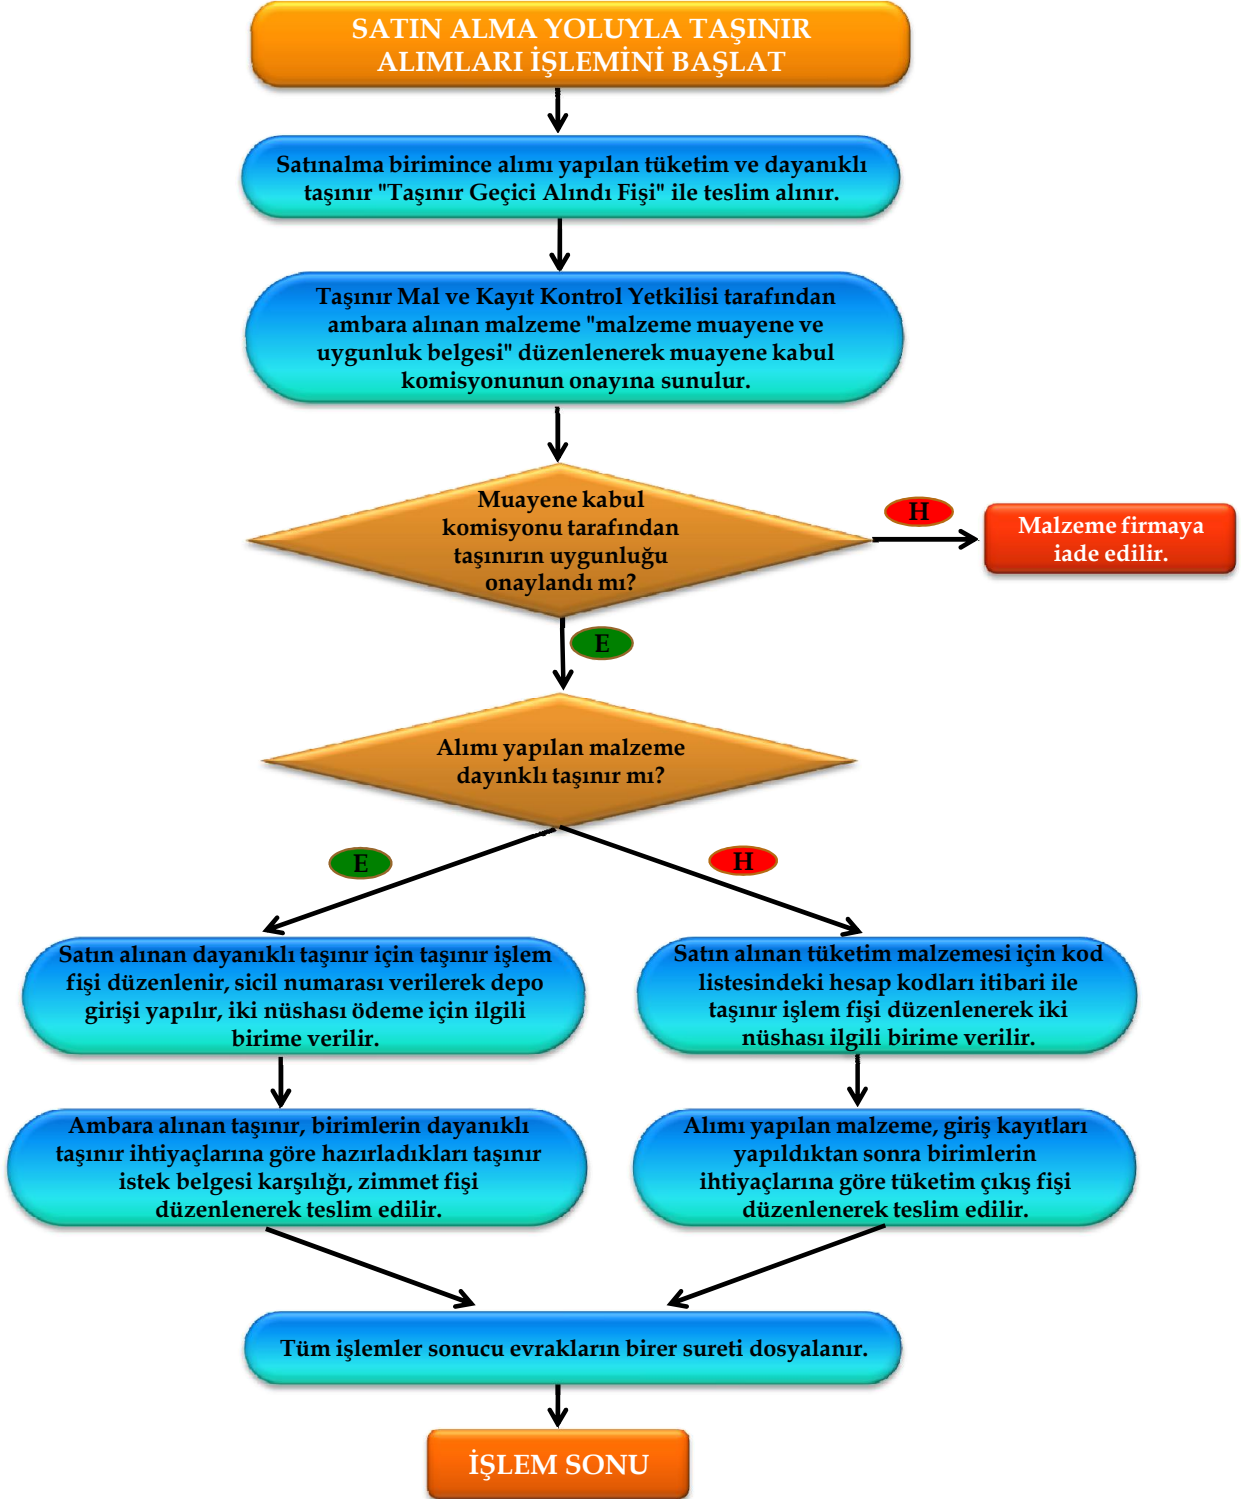 SATIN ALMA YOLUYLA TAŞINIR
ALIMLARI İŞLEMİNİ BAŞLAT
Satınalma birimince alımı yapılan tüketim ve dayanıklı
taşınır "Taşınır Geçici Alındı Fişi" ile teslim alınır.
Taşınır Mal ve Kayıt Kontrol Yetkilisi tarafından
ambara alınan malzeme "malzeme muayene ve
uygunluk belgesi" düzenlenerek muayene kabul
komisyonunun onayına sunulur.
Muayene kabul
komisyonu tarafından
taşınırın uygunluğu
onaylandı mı?
H
Malzeme firmaya
iade edilir.
E
Alımı yapılan malzeme
dayınklı taşınır mı?
E
H
Satın alınan dayanıklı taşınır için taşınır işlem
fişi düzenlenir, sicil numarası verilerek depo
girişi yapılır, iki nüshası ödeme için ilgili
birime verilir.
Satın alınan tüketim malzemesi için kod
listesindeki hesap kodları itibari ile
taşınır işlem fişi düzenlenerek iki
nüshası ilgili birime verilir.
Ambara alınan taşınır, birimlerin dayanıklı
taşınır ihtiyaçlarına göre hazırladıkları taşınır
istek belgesi karşılığı, zimmet fişi
düzenlenerek teslim edilir.
Alımı yapılan malzeme, giriş kayıtları
yapıldıktan sonra birimlerin
ihtiyaçlarına göre tüketim çıkış fişi
düzenlenerek teslim edilir.
Tüm işlemler sonucu evrakların birer sureti dosyalanır.
İŞLEM SONU